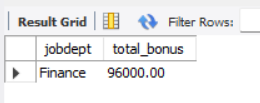 Result Grid Filter Rows:
jobdept total_bonus
Finance 96000.00